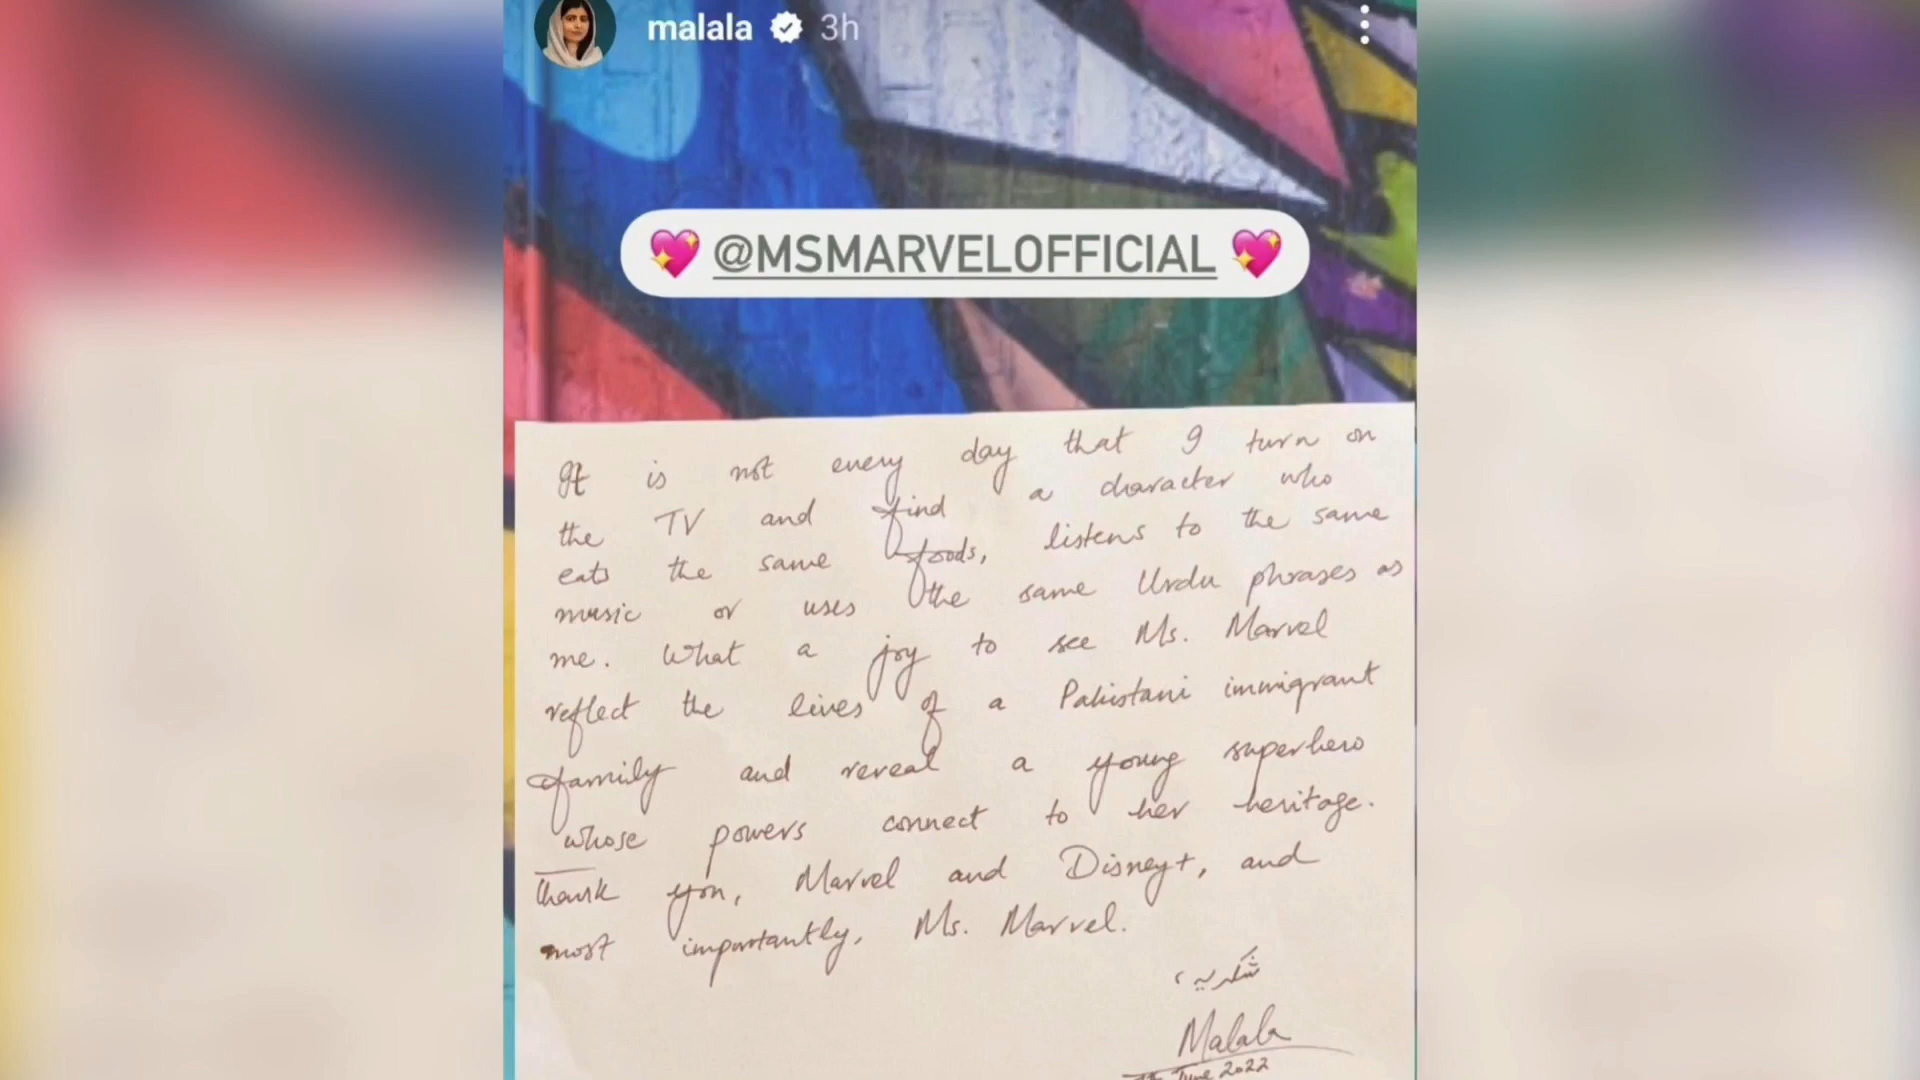 malala 3h
@MSMARVELOFFICIAL
It is not every day that I turn on
the TV and find a character who
eats the same foods, listens to the same
music or uses the same Urdu phrases as
me. What a joy to see Ms. Marvel
reflect the lives of a Pakistani immigrant
family and reveal a young superhero
whose powers connect to her heritage.
Thank you, Marvel and Disney+, and
most importantly, Ms. Marvel.
شکریہ،
Malala
June 2022